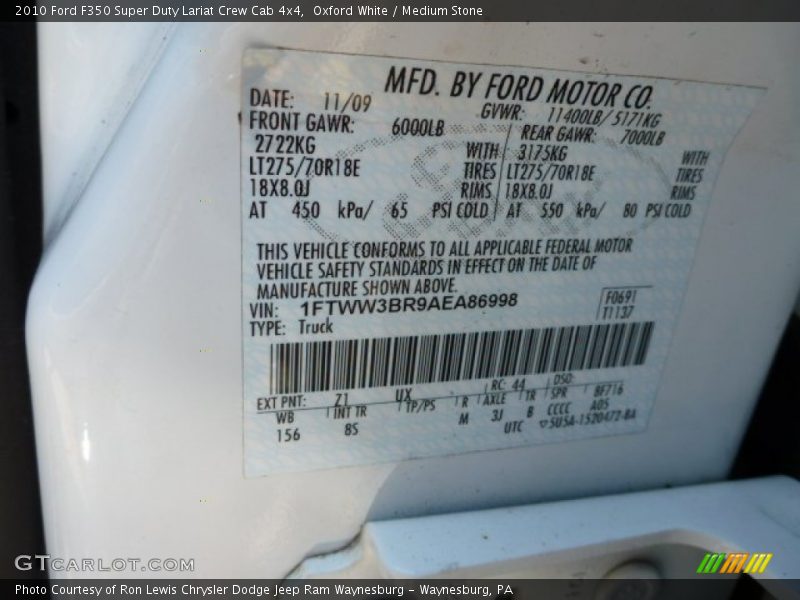 2010 Ford F350 Super Duty Lariat Crew Cab 4x4,  Oxford White / Medium Stone
MFD. BY FORD MOTOR CO.
DATE: 11/09 GVWR: 11400LB/5171KG
FRONT GAWR: 6000LB REAR GAWR: 7000LB
2722KG WITH 3175KG WITH
LT275/70R18E TIRES LT275/70R18E TIRES
18X8.0J RIMS 18X8.0J RIMS
AT 450 kPa/ 65 PSI COLD AT 550 kPa/ 80 PSI COLD
THIS VEHICLE CONFORMS TO ALL APPLICABLE FEDERAL MOTOR
VEHICLE SAFETY STANDARDS IN EFFECT ON THE DATE OF
MANUFACTURE SHOWN ABOVE.
VIN: 1FTWW3BR9AEA86998 F0691
TYPE: Truck T1137
EXT PNT: Z1 UX RC: 44 DSO:
WB INT TR TP/PS R AXLE TR SPR BF716
156 8S M 3J B CCCC A05
UTC 5U5A-1520472-BA
GTCARLOT.COM
Photo Courtesy of Ron Lewis Chrysler Dodge Jeep Ram Waynesburg - Waynesburg, PA